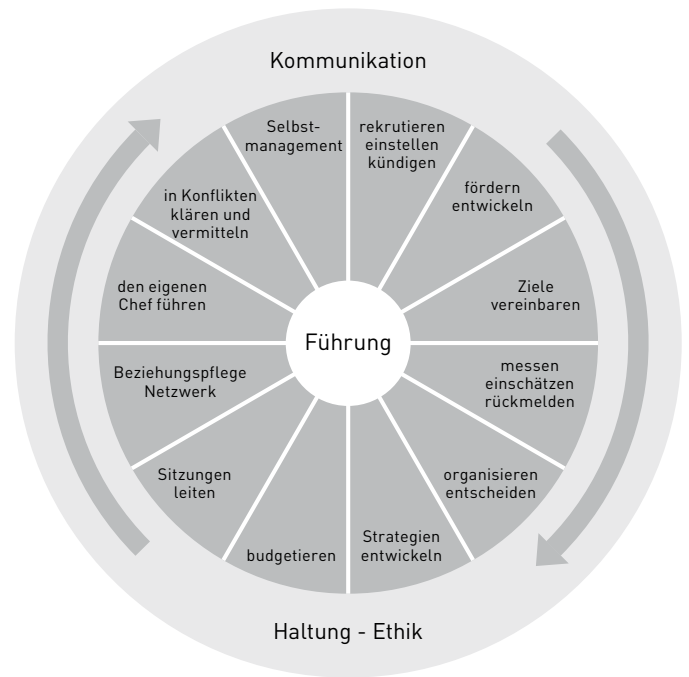 Kommunikation
Selbst-
management
rekrutieren
einstellen
kündigen
fördern
entwickeln
Ziele
vereinbaren
messen
einschätzen
rückmelden
organisieren
entscheiden
Strategien
entwickeln
budgetieren
Sitzungen
leiten
Beziehungspflege
Netzwerk
den eigenen
Chef führen
in Konflikten
klären und
vermitteln
Führung
Haltung - Ethik